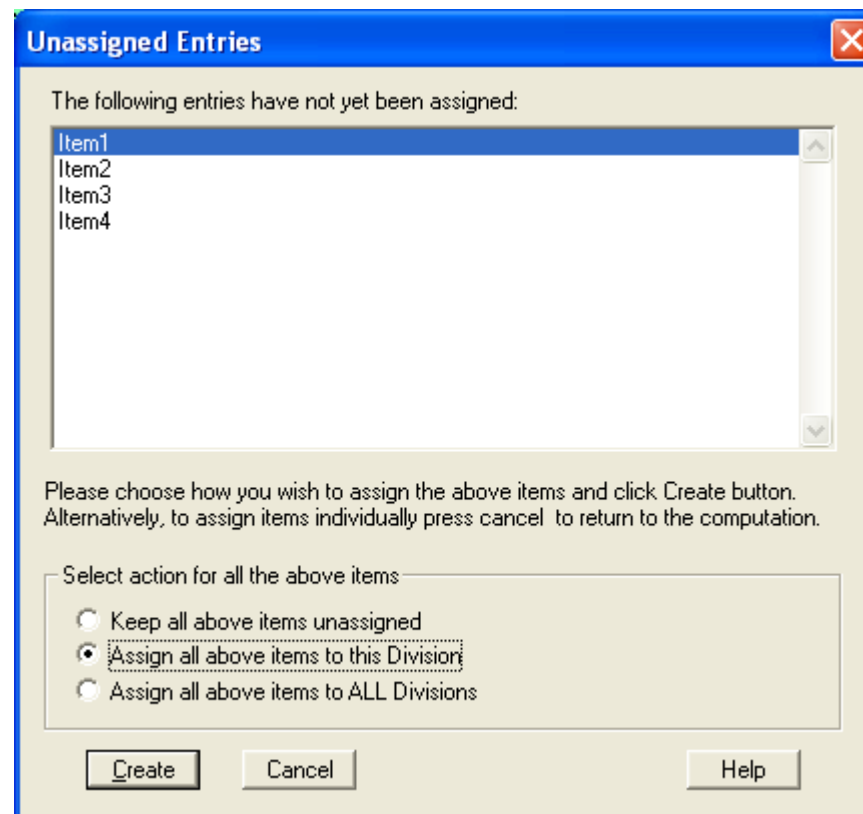 Unassigned Entries
The following entries have not yet been assigned:
Item1
Item2
Item3
Item4
Please choose how you wish to assign the above items and click Create button.
Alternatively, to assign items individually press cancel  to return to the computation.
Select action for all the above items
Keep all above items unassigned
Assign all above items to this Division
Assign all above items to ALL Divisions
Create Cancel Help